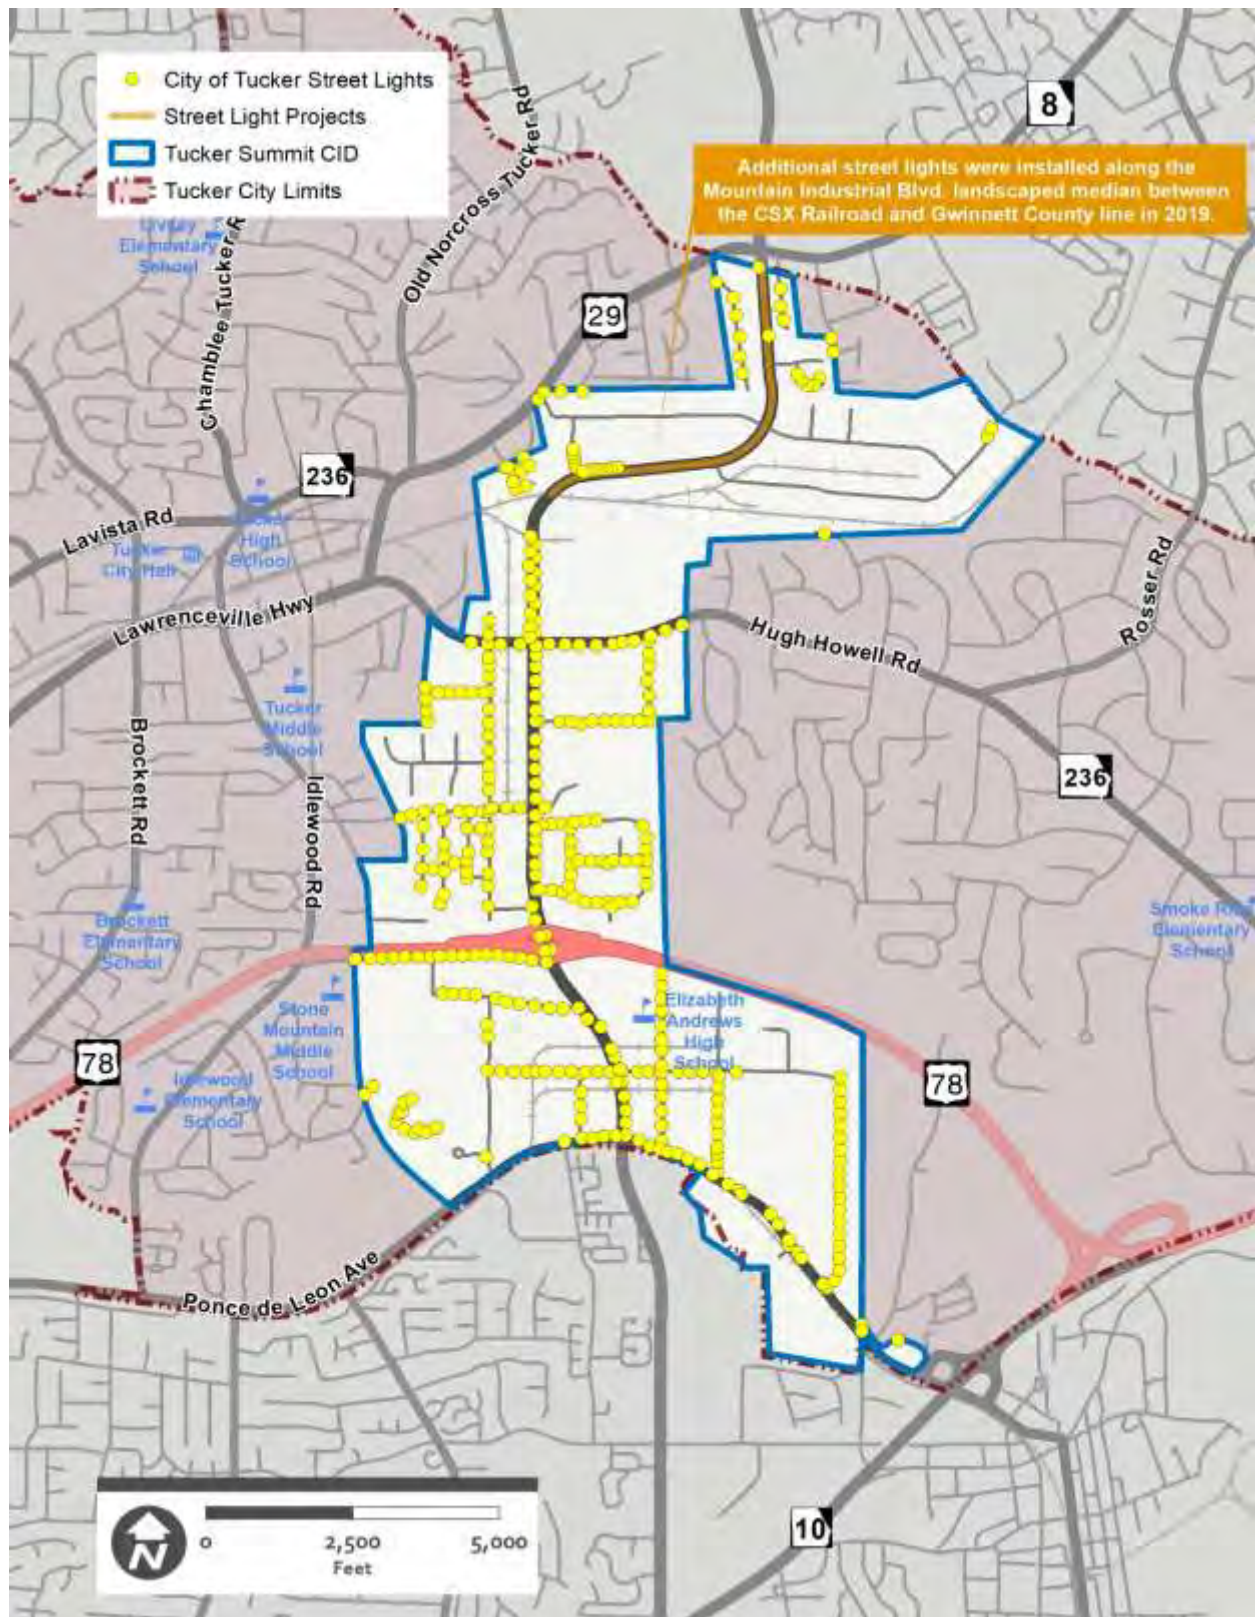 City of Tucker Street Lights
Street Light Projects
Tucker Summit CID
Tucker City Limits
8
Additional street lights were installed along the
Mountain Industrial Blvd. landscaped median between
the CSX Railroad and Gwinnett County line in 2019.
Old Norcross Tucker Rd
Elementary
School
Chamblee Tucker R
29
236
Lavista Rd
High
School
Tucker
City Hall
Lawrenceville Hwy
Rosser Rd
Hugh Howell Rd
Tucker
Middle
School
Brockett Rd
Idlewood Rd
236
Brockett
Elementary
School
Smoke Ri
Elementary
School
Stone
Mountain
Middle
School
Elizabeth
Andrews
High
School
78
78
Elementary
School
Ponce de Leon Ave
N
0
2,500
5,000
Feet
10